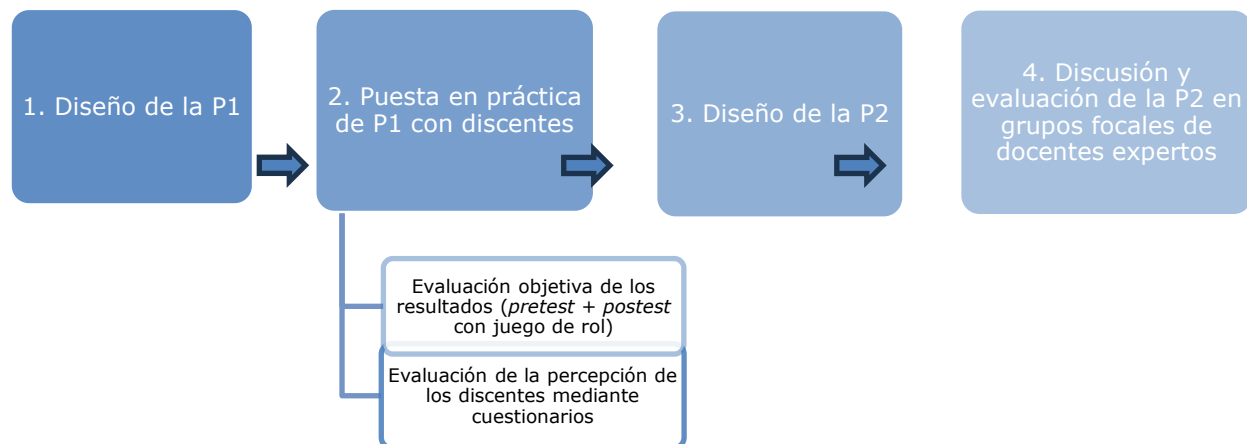 1. Diseño de la P1
2. Puesta en práctica
de P1 con discentes
3. Diseño de la P2
4. Discusión y
evaluación de la P2 en
grupos focales de
docentes expertos
Evaluación objetiva de los
resultados (pretest + postest
con juego de rol)
Evaluación de la percepción de
los discentes mediante
cuestionarios